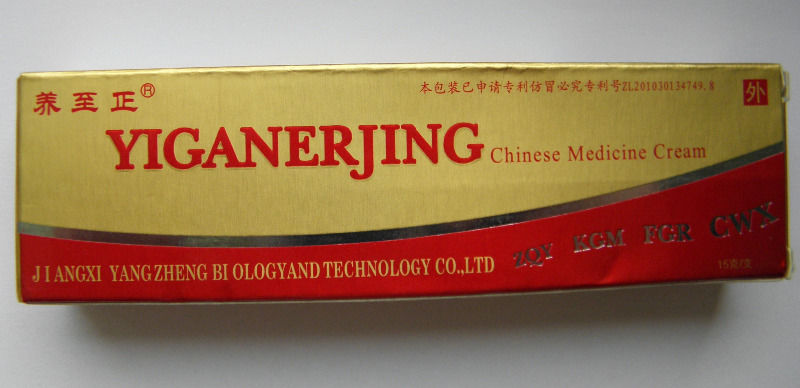 养至正®
本包装已申请专利仿冒必究专利号ZL201030134749.8
外
YIGANERJING Chinese Medicine Cream
JIANGXI YANGZHENG BIOLOGYAND TECHNOLOGY CO.,LTD
ZQY KGM FGR CWX
15克/支